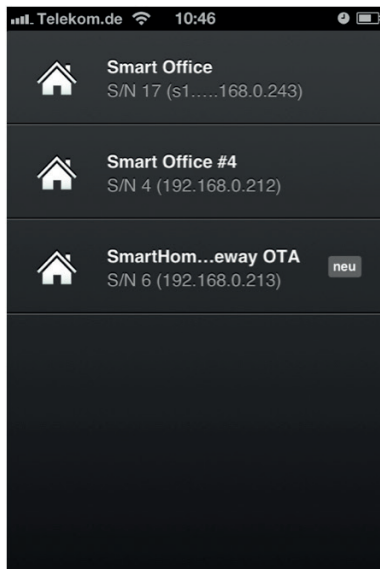 Telekom.de 10:46
Smart Office
S/N 17 (s1.....168.0.243)
Smart Office #4
S/N 4 (192.168.0.212)
SmartHom...eway OTA
neu
S/N 6 (192.168.0.213)